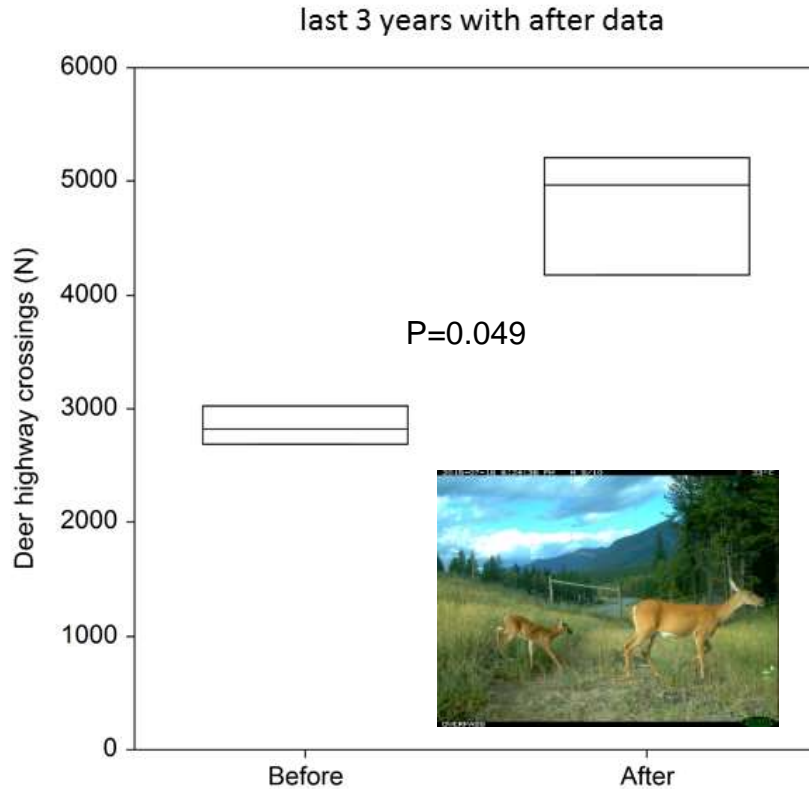 last 3 years with after data
6000
5000
4000
3000
2000
1000
0
Deer highway crossings (N)
P=0.049
OVERPASS
Before
After